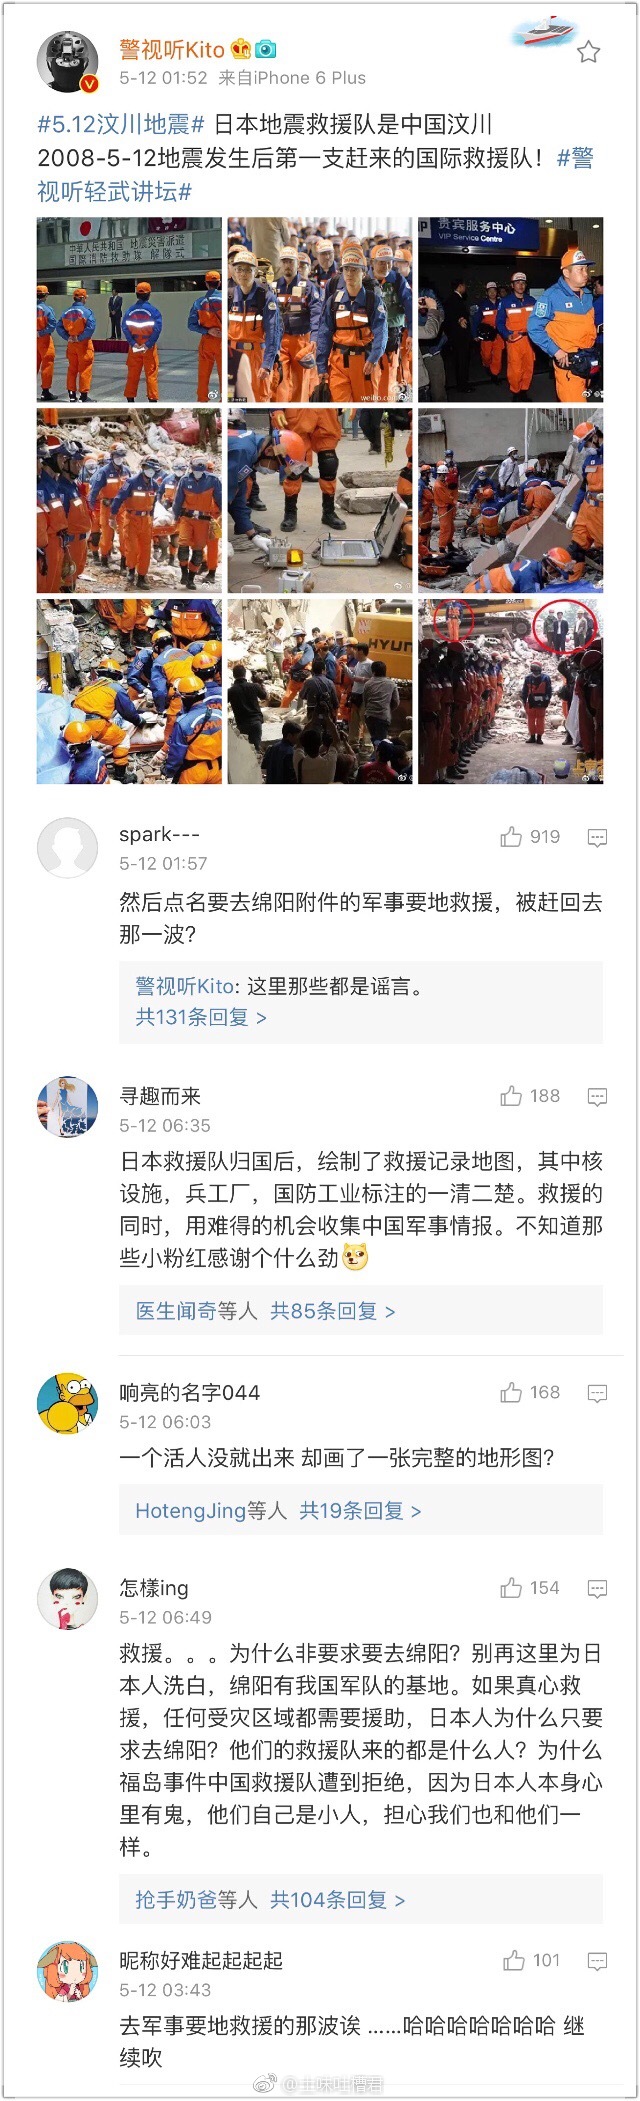 警视听Kito
5-12 01:52 来自iPhone 6 Plus
#5.12汶川地震# 日本地震救援队是中国汶川
2008-5-12地震发生后第一支赶来的国际救援队！#警
视听轻武讲坛#
中華人民共和国 地震災害派遣
国際消防救助隊 解隊式
贵宾服务中心
VIP Service Centre
HYUN
spark---
919
5-12 01:57
然后点名要去绵阳附件的军事要地救援，被赶回去
那一波?
警视听Kito: 这里那些都是谣言。
共131条回复 >
寻趣而来
188
5-12 06:35
日本救援队归国后，绘制了救援记录地图，其中核
设施，兵工厂，国防工业标注的一清二楚。救援的
同时，用难得的机会收集中国军事情报。不知道那
些小粉红感谢个什么劲
医生闻奇等人 共85条回复 >
响亮的名字044
168
5-12 06:03
一个活人没就出来 却画了一张完整的地形图?
HotengJing等人 共19条回复 >
怎樣ing
154
5-12 06:49
救援。。。为什么非要求要去绵阳？别再这里为日
本人洗白，绵阳有我国军队的基地。如果真心救
援，任何受灾区域都需要援助，日本人为什么只要
求去绵阳？他们的救援队来的都是什么人？为什么
福岛事件中国救援队遭到拒绝，因为日本人本身心
里有鬼，他们自己是小人，担心我们也和他们一
样。
抢手奶爸等人 共104条回复 >
昵称好难起起起起
101
5-12 03:43
去军事要地救援的那波诶 ......哈哈哈哈哈哈哈 继
续吹
@土味吐槽君